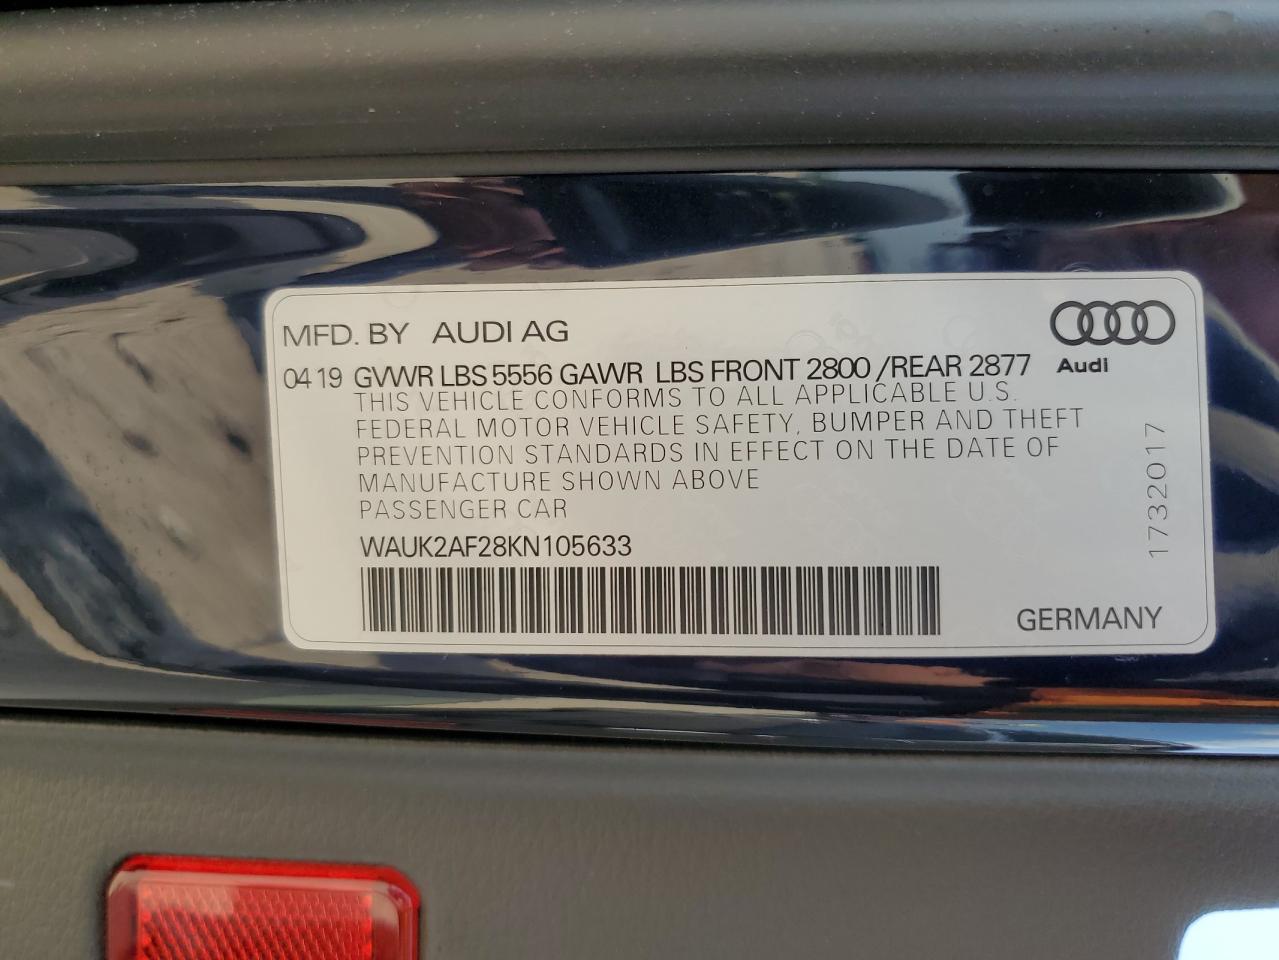 MFD. BY AUDI AG
04 19 GVWR LBS 5556 GAWR LBS FRONT 2800 /REAR 2877
Audi
THIS VEHICLE CONFORMS TO ALL APPLICABLE U.S.
FEDERAL MOTOR VEHICLE SAFETY, BUMPER AND THEFT
PREVENTION STANDARDS IN EFFECT ON THE DATE OF
MANUFACTURE SHOWN ABOVE
PASSENGER CAR
WAUK2AF28KN105633
1732017
GERMANY